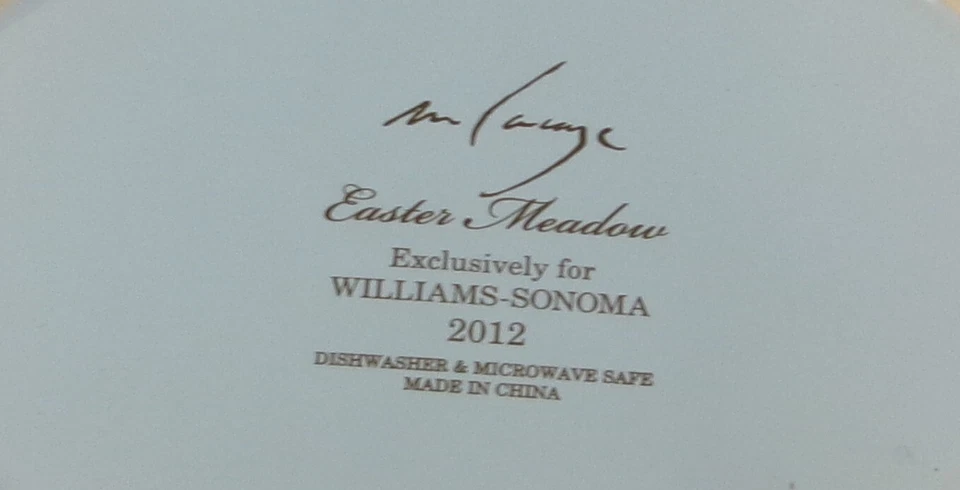 Easter Meadow
Exclusively for
WILLIAMS-SONOMA
2012
DISHWASHER & MICROWAVE SAFE
MADE IN CHINA